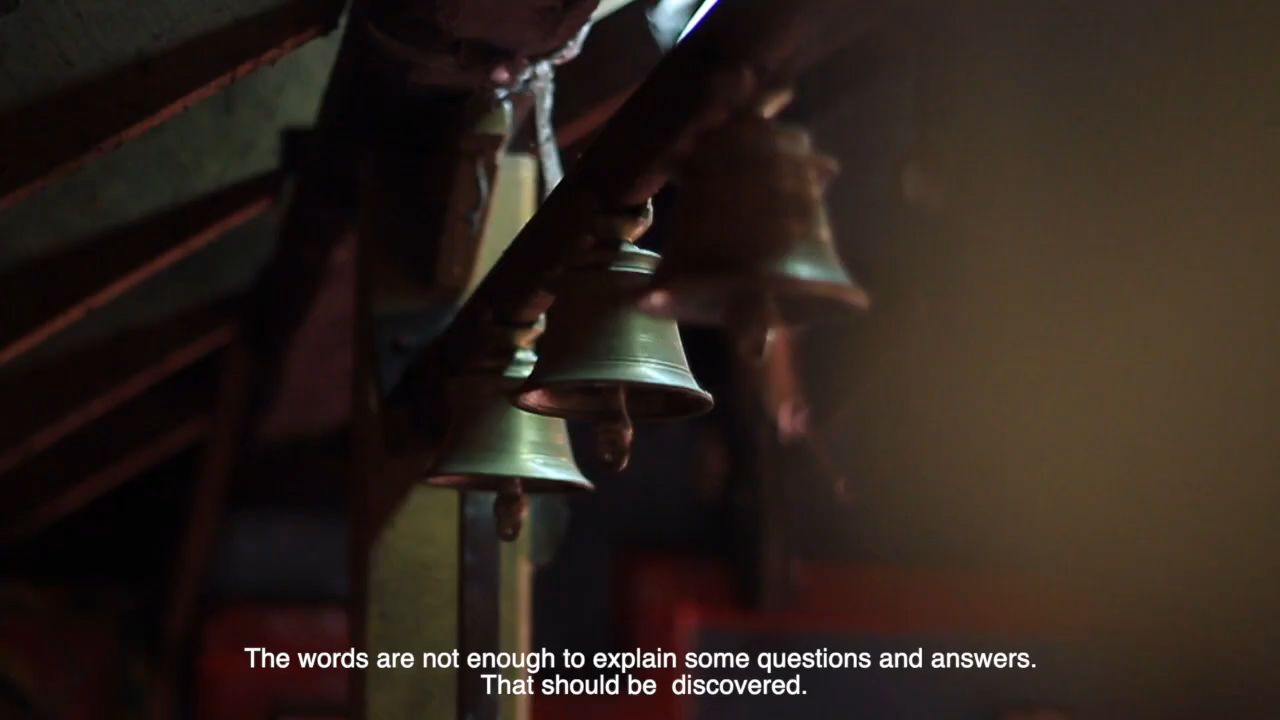 The words are not enough to explain some questions and answers.
That should be  discovered.